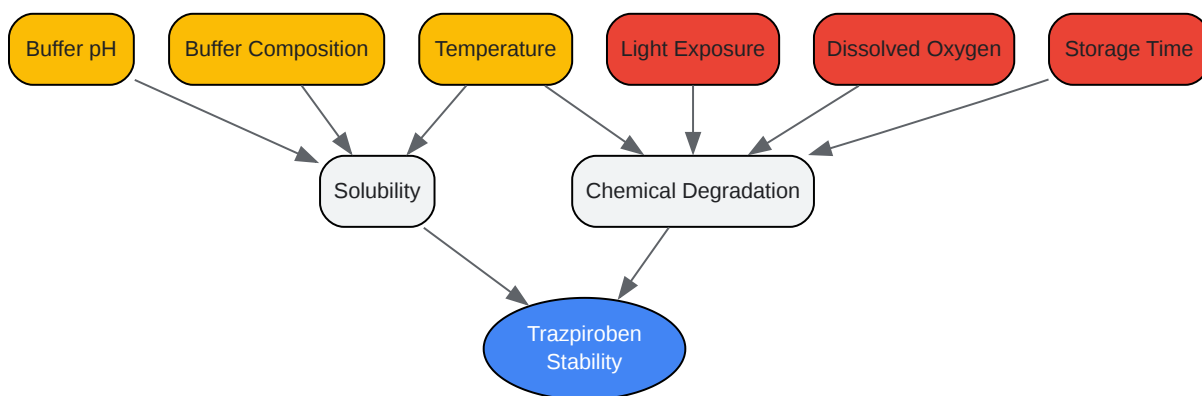 Buffer pH
Buffer Composition
Temperature
Light Exposure
Dissolved Oxygen
Storage Time
Solubility
Chemical Degradation
Trazpiroben
Stability